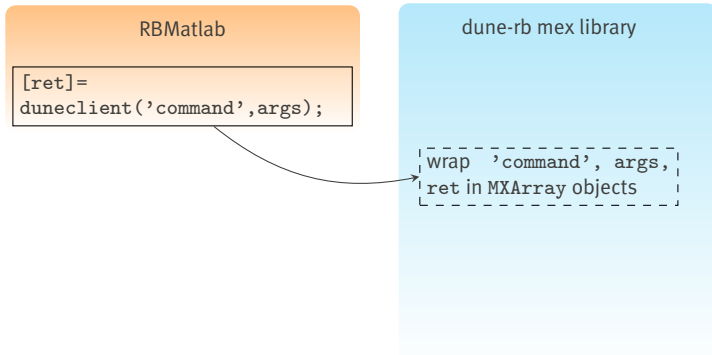 RBMatlab
[ret]=
duneclient('command',args);
dune-rb mex library
wrap 'command', args,
ret in MXArray objects